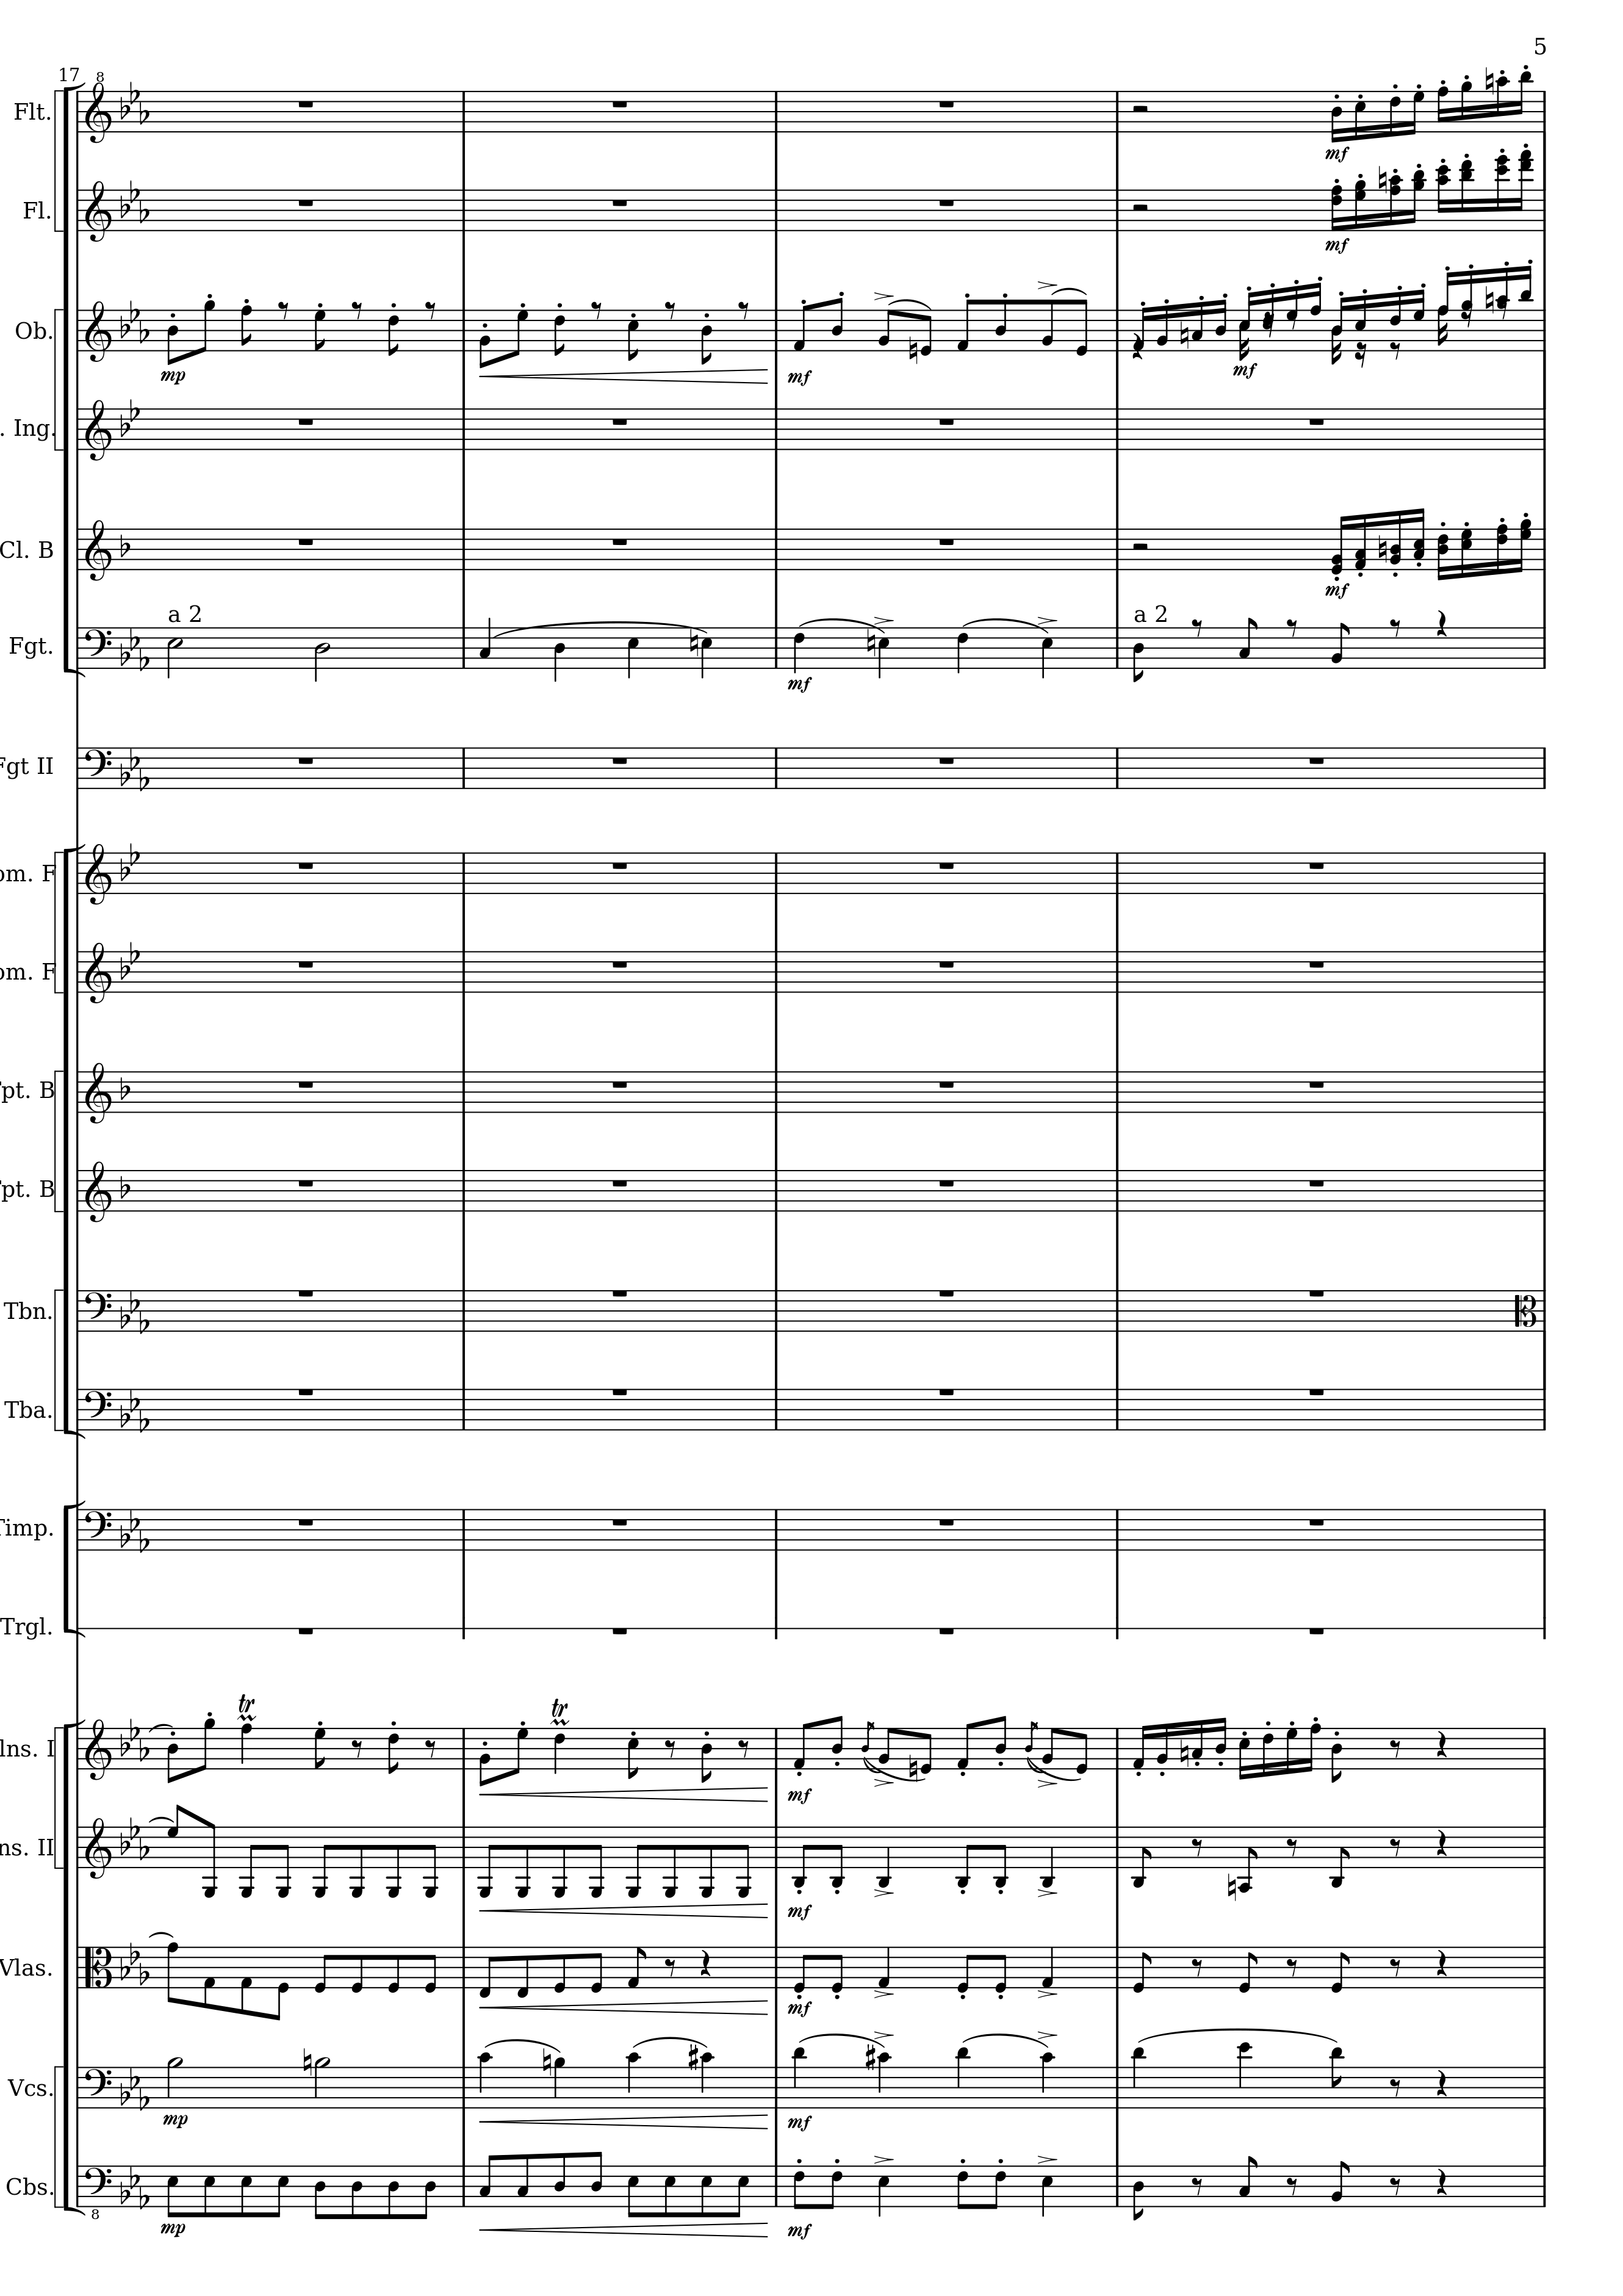 5
17
8
Flt.
mf
Fl.
mf
Ob.
mp
mf
mf
. Ing.
Cl. B
mf
a 2
a 2
Fgt.
mf
Fgt II
om. F
om. F
Tpt. B
Tpt. B
Tbn.
Tba.
Timp.
Trgl.
tr
tr
lns. I
mf
ns. II
mf
Vlas.
mf
Vcs.
mp
mf
Cbs.
8
mp
mf